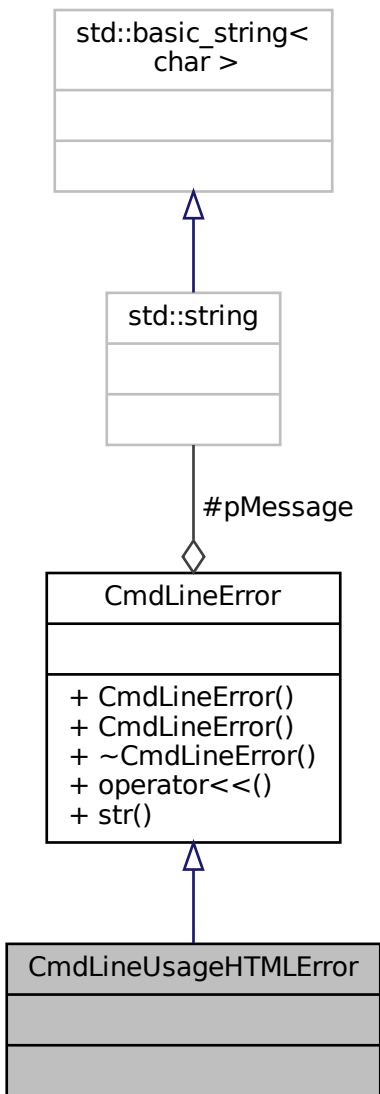 std::basic_string<
char >
std::string
#pMessage
CmdLineError
+ CmdLineError()
+ CmdLineError()
+ ~CmdLineError()
+ operator<<()
+ str()
CmdLineUsageHTMLError